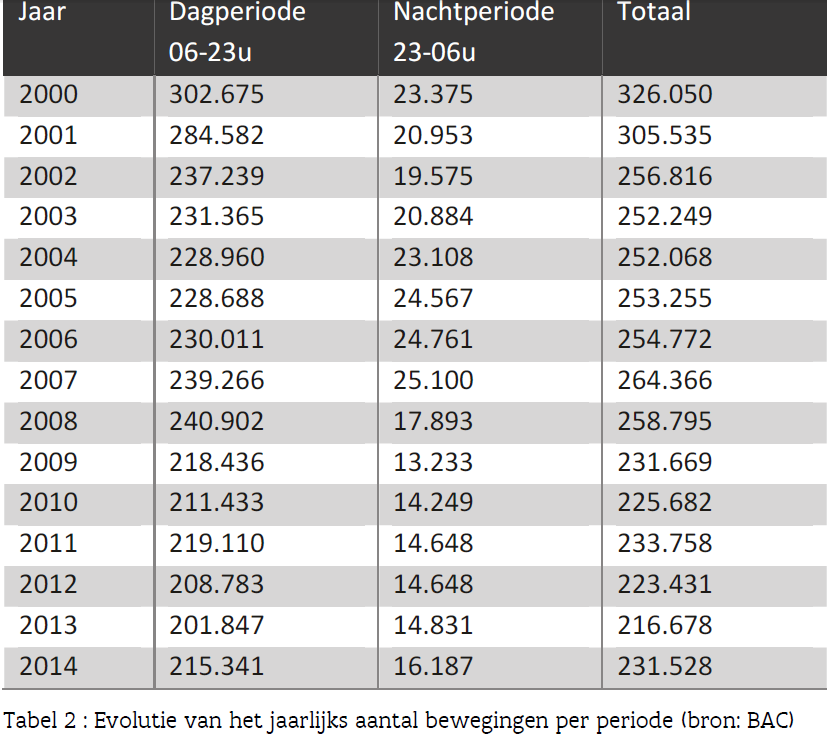 Jaar Dagperiode Nachtperiode Totaal
06-23u 23-06u
2000 302.675 23.375 326.050
2001 284.582 20.953 305.535
2002 237.239 19.575 256.816
2003 231.365 20.884 252.249
2004 228.960 23.108 252.068
2005 228.688 24.567 253.255
2006 230.011 24.761 254.772
2007 239.266 25.100 264.366
2008 240.902 17.893 258.795
2009 218.436 13.233 231.669
2010 211.433 14.249 225.682
2011 219.110 14.648 233.758
2012 208.783 14.648 223.431
2013 201.847 14.831 216.678
2014 215.341 16.187 231.528
Tabel 2 : Evolutie van het jaarlijks aantal bewegingen per periode (bron: BAC)